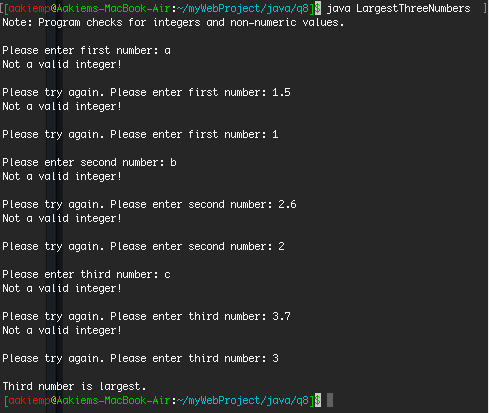 [[aakiemp@Aakiems-MacBook-Air:~/myWebProject/java/q8]$ java LargestThreeNumbers ]
Note: Program checks for integers and non-numeric values.
Please enter first number: a
Not a valid integer!
Please try again. Please enter first number: 1.5
Not a valid integer!
Please try again. Please enter first number: 1
Please enter second number: b
Not a valid integer!
Please try again. Please enter second number: 2.6
Not a valid integer!
Please try again. Please enter second number: 2
Please enter third number: c
Not a valid integer!
Please try again. Please enter third number: 3.7
Not a valid integer!
Please try again. Please enter third number: 3
Third number is largest.
[aakiemp@Aakiems-MacBook-Air:~/myWebProject/java/q8]$